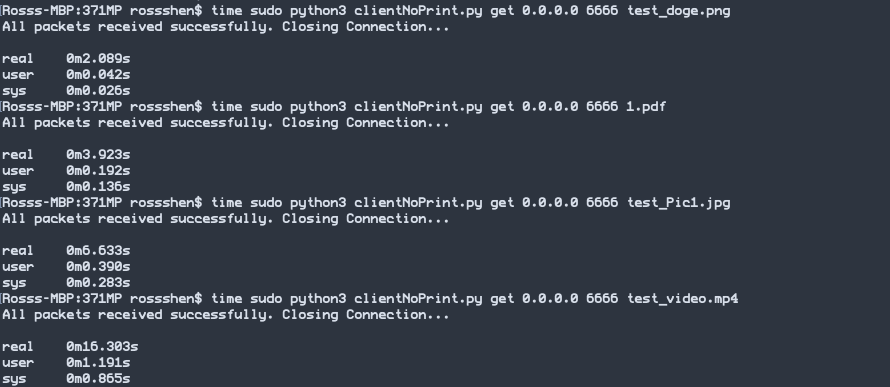 [Rosss-MBP:371MP rossshen$ time sudo python3 clientNoPrint.py get 0.0.0.0 6666 test_doge.png
All packets received successfully. Closing Connection...
real 0m2.089s
user 0m0.042s
sys 0m0.026s
[Rosss-MBP:371MP rossshen$ time sudo python3 clientNoPrint.py get 0.0.0.0 6666 1.pdf
All packets received successfully. Closing Connection...
real 0m3.923s
user 0m0.192s
sys 0m0.136s
[Rosss-MBP:371MP rossshen$ time sudo python3 clientNoPrint.py get 0.0.0.0 6666 test_Pic1.jpg
All packets received successfully. Closing Connection...
real 0m6.633s
user 0m0.390s
sys 0m0.283s
[Rosss-MBP:371MP rossshen$ time sudo python3 clientNoPrint.py get 0.0.0.0 6666 test_video.mp4
All packets received successfully. Closing Connection...
real 0m16.303s
user 0m1.191s
sys 0m0.865s